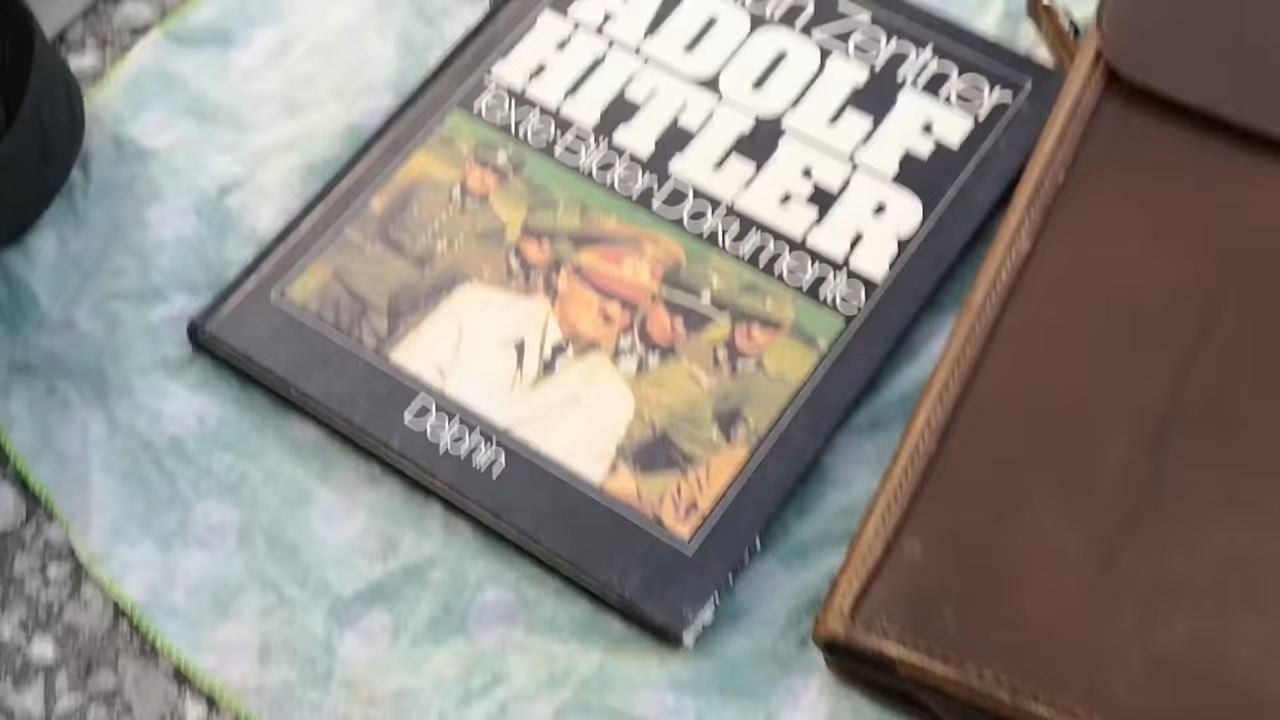 Zentner
ADOLF
HITLER
Texte·Bilder·Dokumente
Delphin